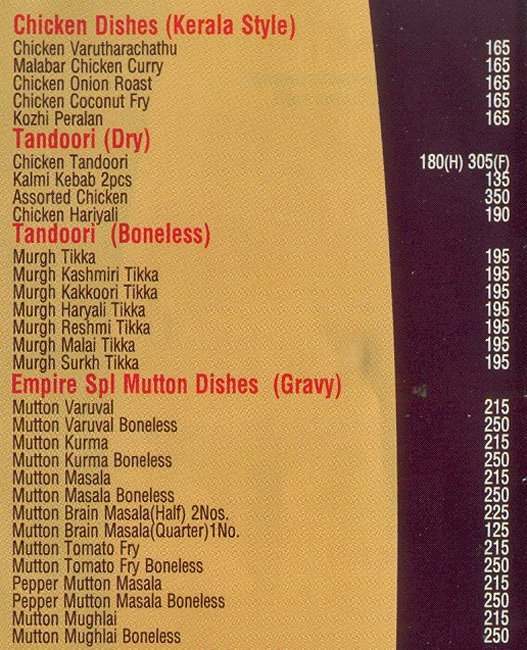 Chicken Dishes (Kerala Style)
Chicken Varutharachathu 165
Malabar Chicken Curry 165
Chicken Onion Roast 165
Chicken Coconut Fry 165
Kozhi Peralan 165
Tandoori (Dry)
Chicken Tandoori 180(H) 305(F)
Kalmi Kebab 2pcs 135
Assorted Chicken 350
Chicken Hariyali 190
Tandoori (Boneless)
Murgh Tikka 195
Murgh Kashmiri Tikka 195
Murgh Kakkoori Tikka 195
Murgh Haryali Tikka 195
Murgh Reshmi Tikka 195
Murgh Malai Tikka 195
Murgh Surkh Tikka 195
Empire Spl Mutton Dishes (Gravy)
Mutton Varuval 215
Mutton Varuval Boneless 250
Mutton Kurma 215
Mutton Kurma Boneless 250
Mutton Masala 215
Mutton Masala Boneless 250
Mutton Brain Masala(Half) 2Nos. 225
Mutton Brain Masala(Quarter)1No. 125
Mutton Tomato Fry 215
Mutton Tomato Fry Boneless 250
Pepper Mutton Masala 215
Pepper Mutton Masala Boneless 250
Mutton Mughlai 215
Mutton Mughlai Boneless 250